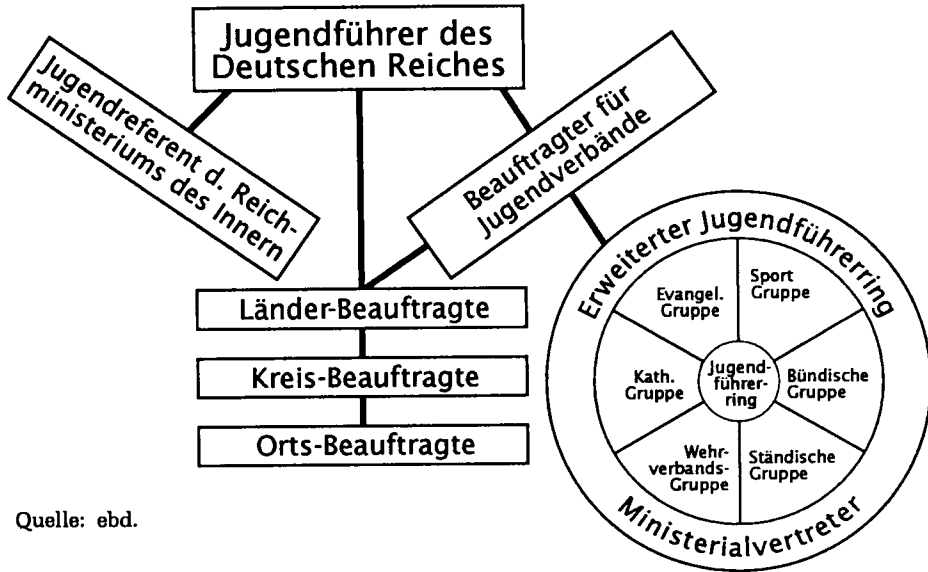 Jugendführer des
Deutschen Reiches
Jugendreferent d. Reich-
ministeriums des Innern
Beauftragter für
Jugendverbände
Länder-Beauftragte
Kreis-Beauftragte
Orts-Beauftragte
Erweiterter Jugendführerring
Evangel.
Gruppe
Sport
Gruppe
Kath.
Gruppe
Jugend-
führer-
ring
Bündische
Gruppe
Wehr-
verbands-
Gruppe
Ständische
Gruppe
Ministerialvertreter
Quelle: ebd.